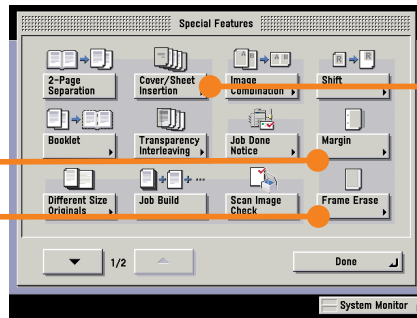 Special Features
2-Page
Separation
Cover/Sheet
Insertion
Image
Combination
Shift
Booklet
Transparency
Interleaving
Job Done
Notice
Margin
Different Size
Originals
Job Build
Scan Image
Check
Frame Erase
1/2
Done
System Monitor